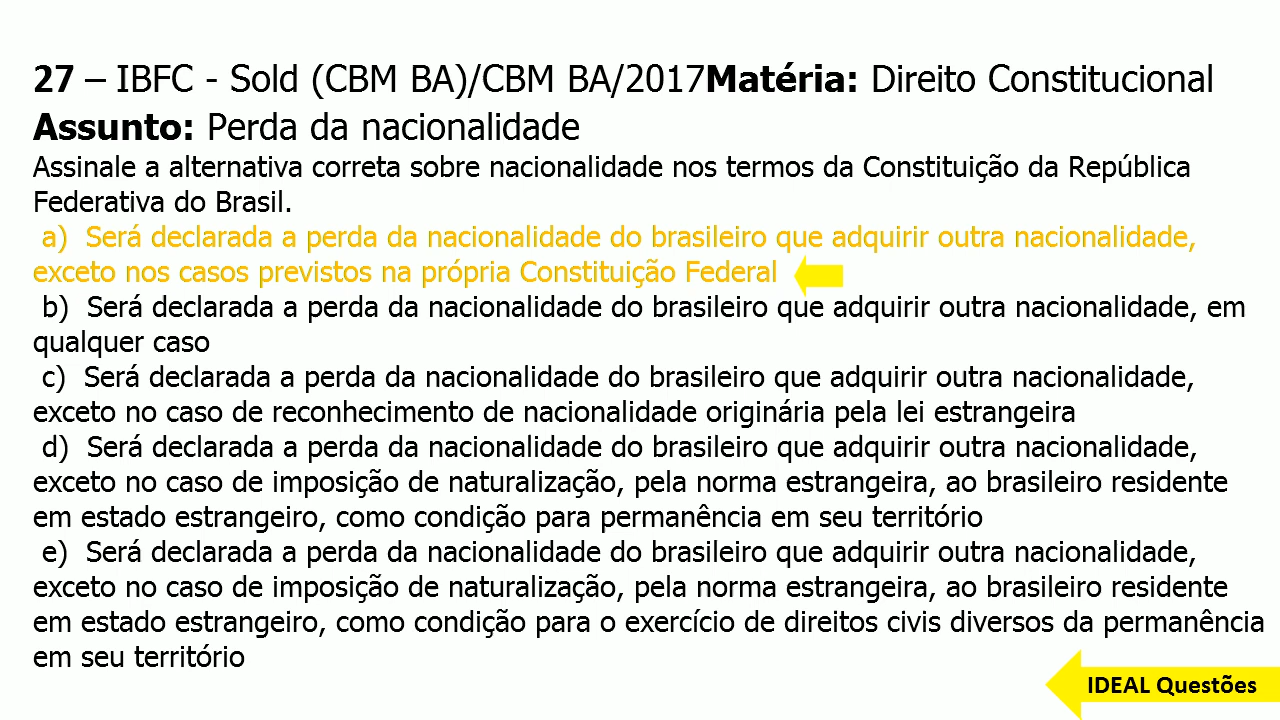 27 – IBFC - Sold (CBM BA)/CBM BA/2017Matéria: Direito Constitucional
Assunto: Perda da nacionalidade
Assinale a alternativa correta sobre nacionalidade nos termos da Constituição da República
Federativa do Brasil.
a) Será declarada a perda da nacionalidade do brasileiro que adquirir outra nacionalidade,
exceto nos casos previstos na própria Constituição Federal
b) Será declarada a perda da nacionalidade do brasileiro que adquirir outra nacionalidade, em
qualquer caso
c) Será declarada a perda da nacionalidade do brasileiro que adquirir outra nacionalidade,
exceto no caso de reconhecimento de nacionalidade originária pela lei estrangeira
d) Será declarada a perda da nacionalidade do brasileiro que adquirir outra nacionalidade,
exceto no caso de imposição de naturalização, pela norma estrangeira, ao brasileiro residente
em estado estrangeiro, como condição para permanência em seu território
e) Será declarada a perda da nacionalidade do brasileiro que adquirir outra nacionalidade,
exceto no caso de imposição de naturalização, pela norma estrangeira, ao brasileiro residente
em estado estrangeiro, como condição para o exercício de direitos civis diversos da permanência
em seu território
IDEAL Questões